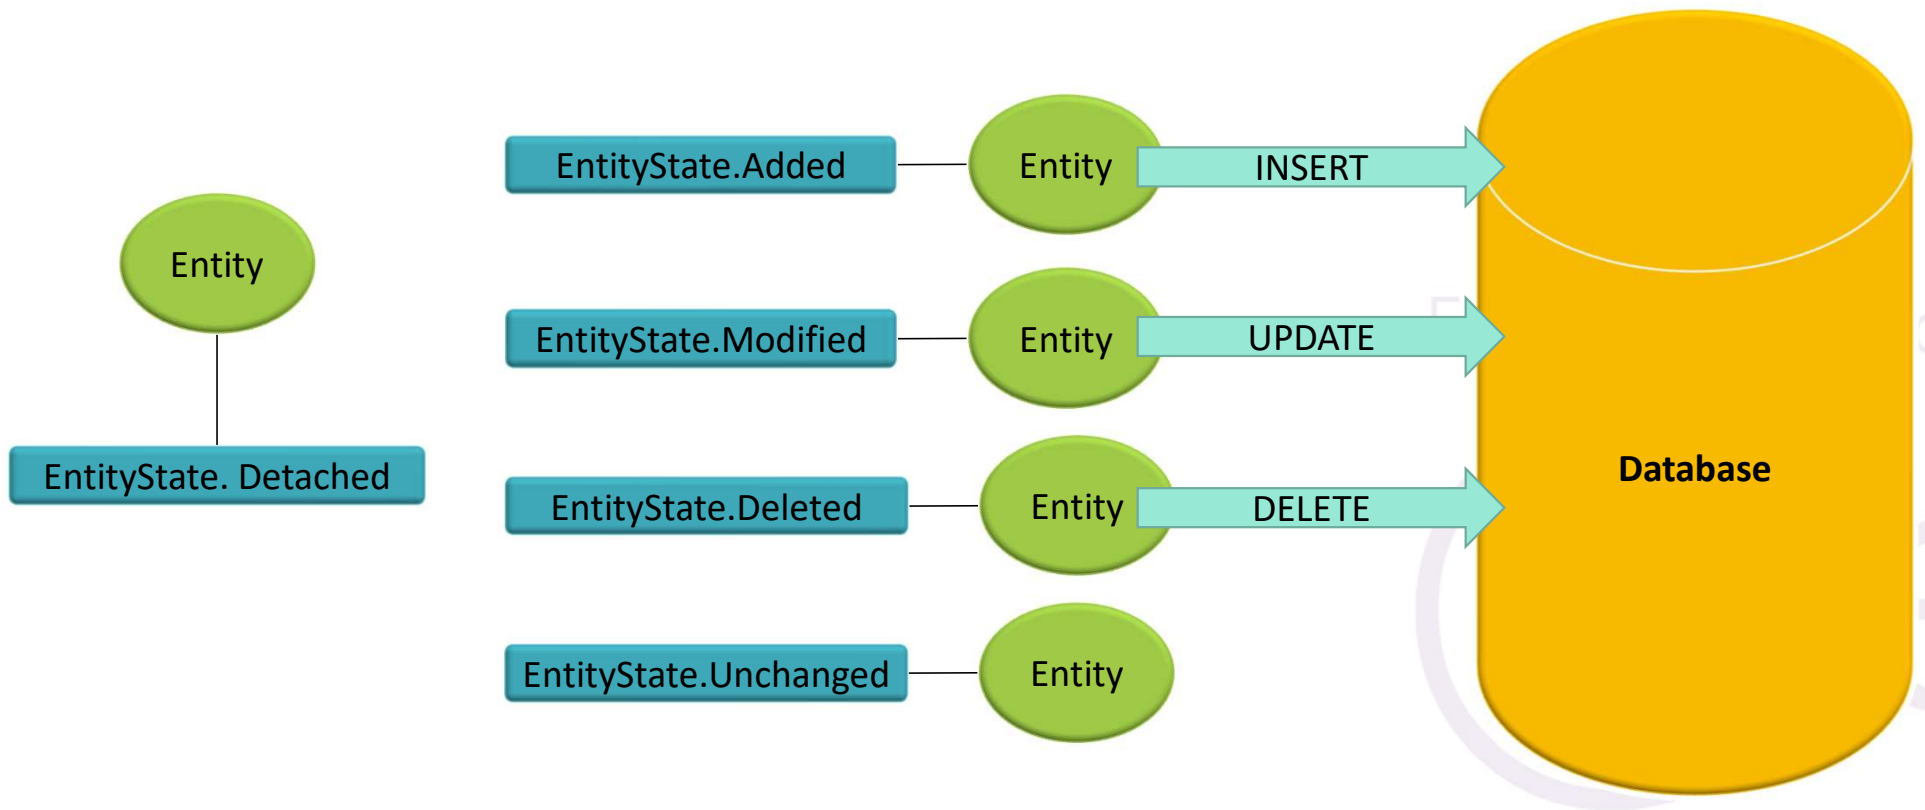 EntityState.Added
Entity
INSERT
Entity
EntityState.Modified
Entity
UPDATE
EntityState. Detached
EntityState.Deleted
Entity
DELETE
Database
EntityState.Unchanged
Entity